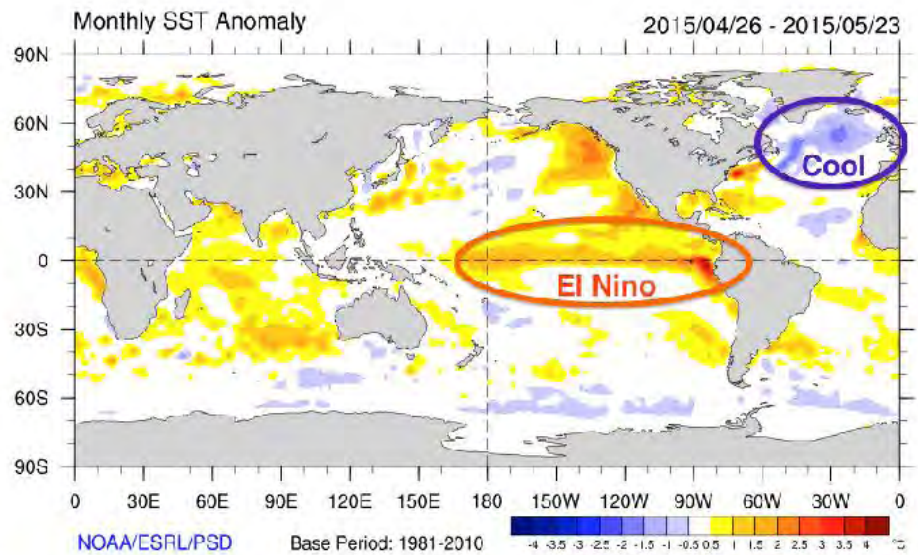 Monthly SST Anomaly 2015/04/26 - 2015/05/23
90N
60N
30N
0
30S
60S
90S
Cool
El Nino
0 30E 60E 90E 120E 150E 180 150W 120W 90W 60W 30W 0
NOAA/ESRL/PSD Base Period: 1981-2010
-4 -3 -2.5 -2 -1.5 -1 -0.5 0.5 1 1.5 2 2.5 3 3.5 4